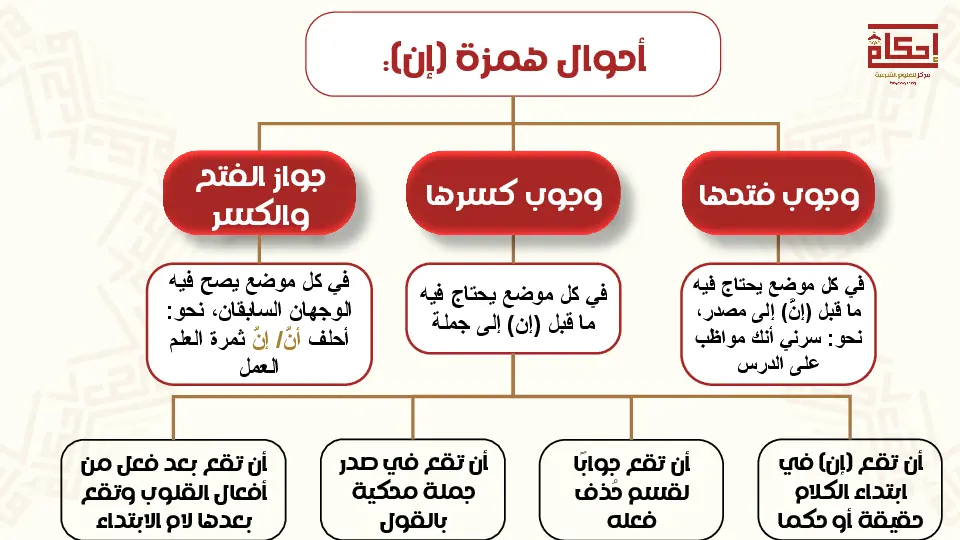 أحوال همزة (إن):
إحكام
مركز للعلوم الشرعية
وجوب فتحها
وجوب كسرها
جواز الفتح
والكسر
في كل موضع يحتاج فيه
ما قبل (إنَّ) إلى مصدر،
نحو: سرني أنك مواظب
على الدرس
في كل موضع يحتاج فيه
ما قبل (إن) إلى جملة
في كل موضع يصح فيه
الوجهان السابقان، نحو:
أحلف أنَّ/ إنَّ ثمرة العلم
العمل
أن تقع (إن) في
ابتداء الكلام
حقيقة أو حكما
أن تقع جوابًا
لقسم حُذف
فعله
أن تقع في صدر
جملة محكية
بالقول
أن تقع بعد فعل من
أفعال القلوب وتقع
بعدها لام الابتداء